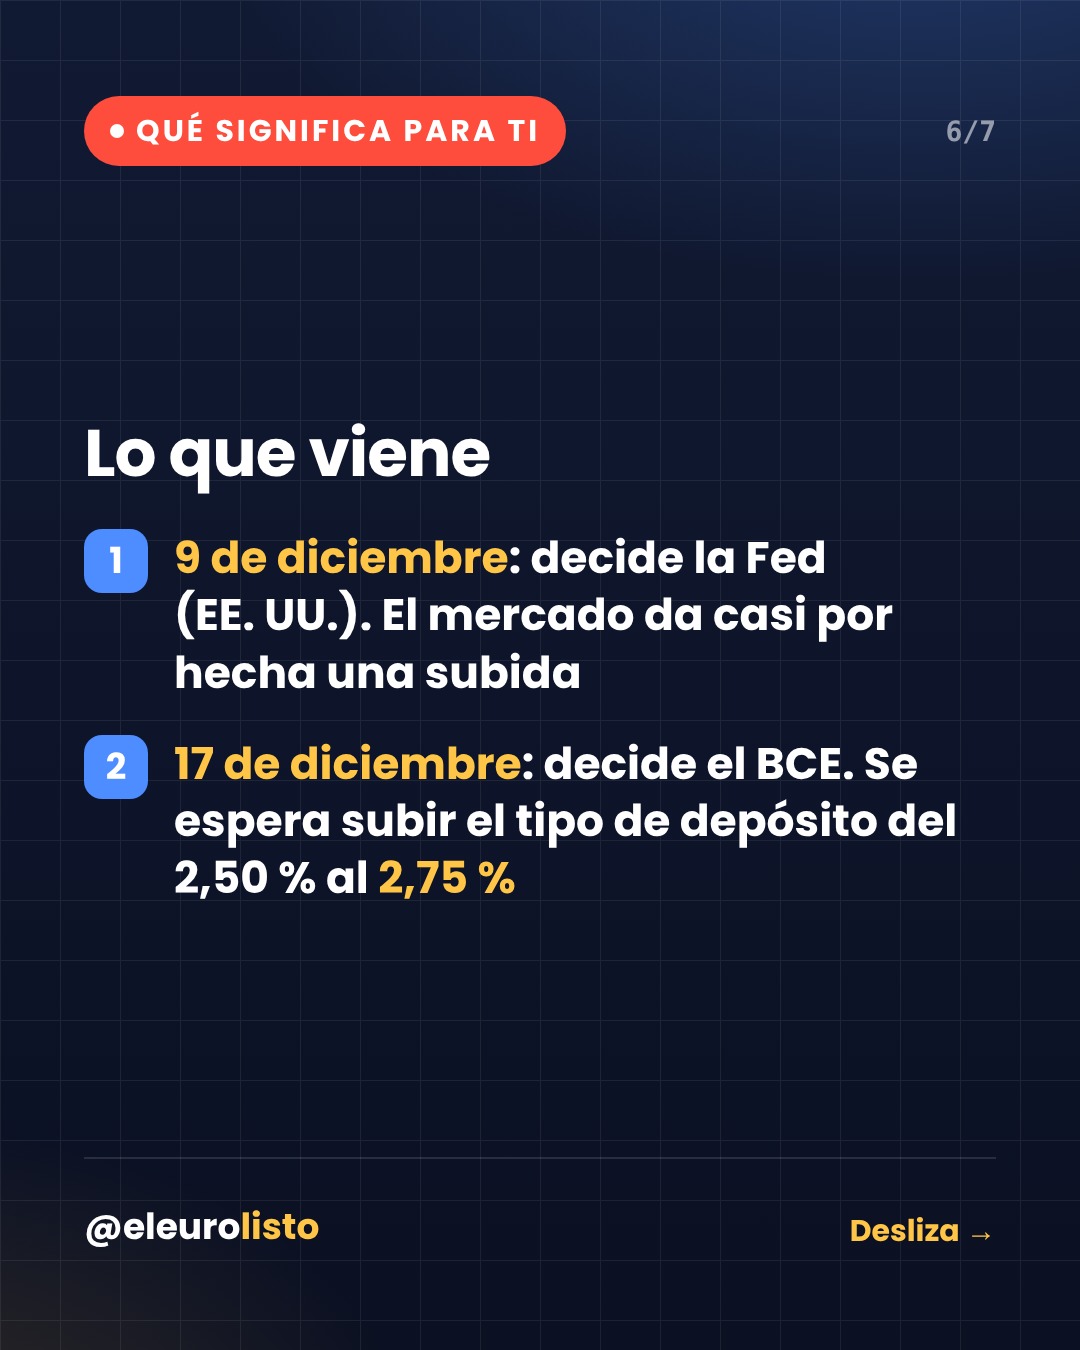 QUÉ SIGNIFICA PARA TI
6/7
Lo que viene
1
9 de diciembre: decide la Fed
(EE. UU.). El mercado da casi por
hecha una subida
2
17 de diciembre: decide el BCE. Se
espera subir el tipo de depósito del
2,50 % al 2,75 %
@eleurolisto
Desliza →